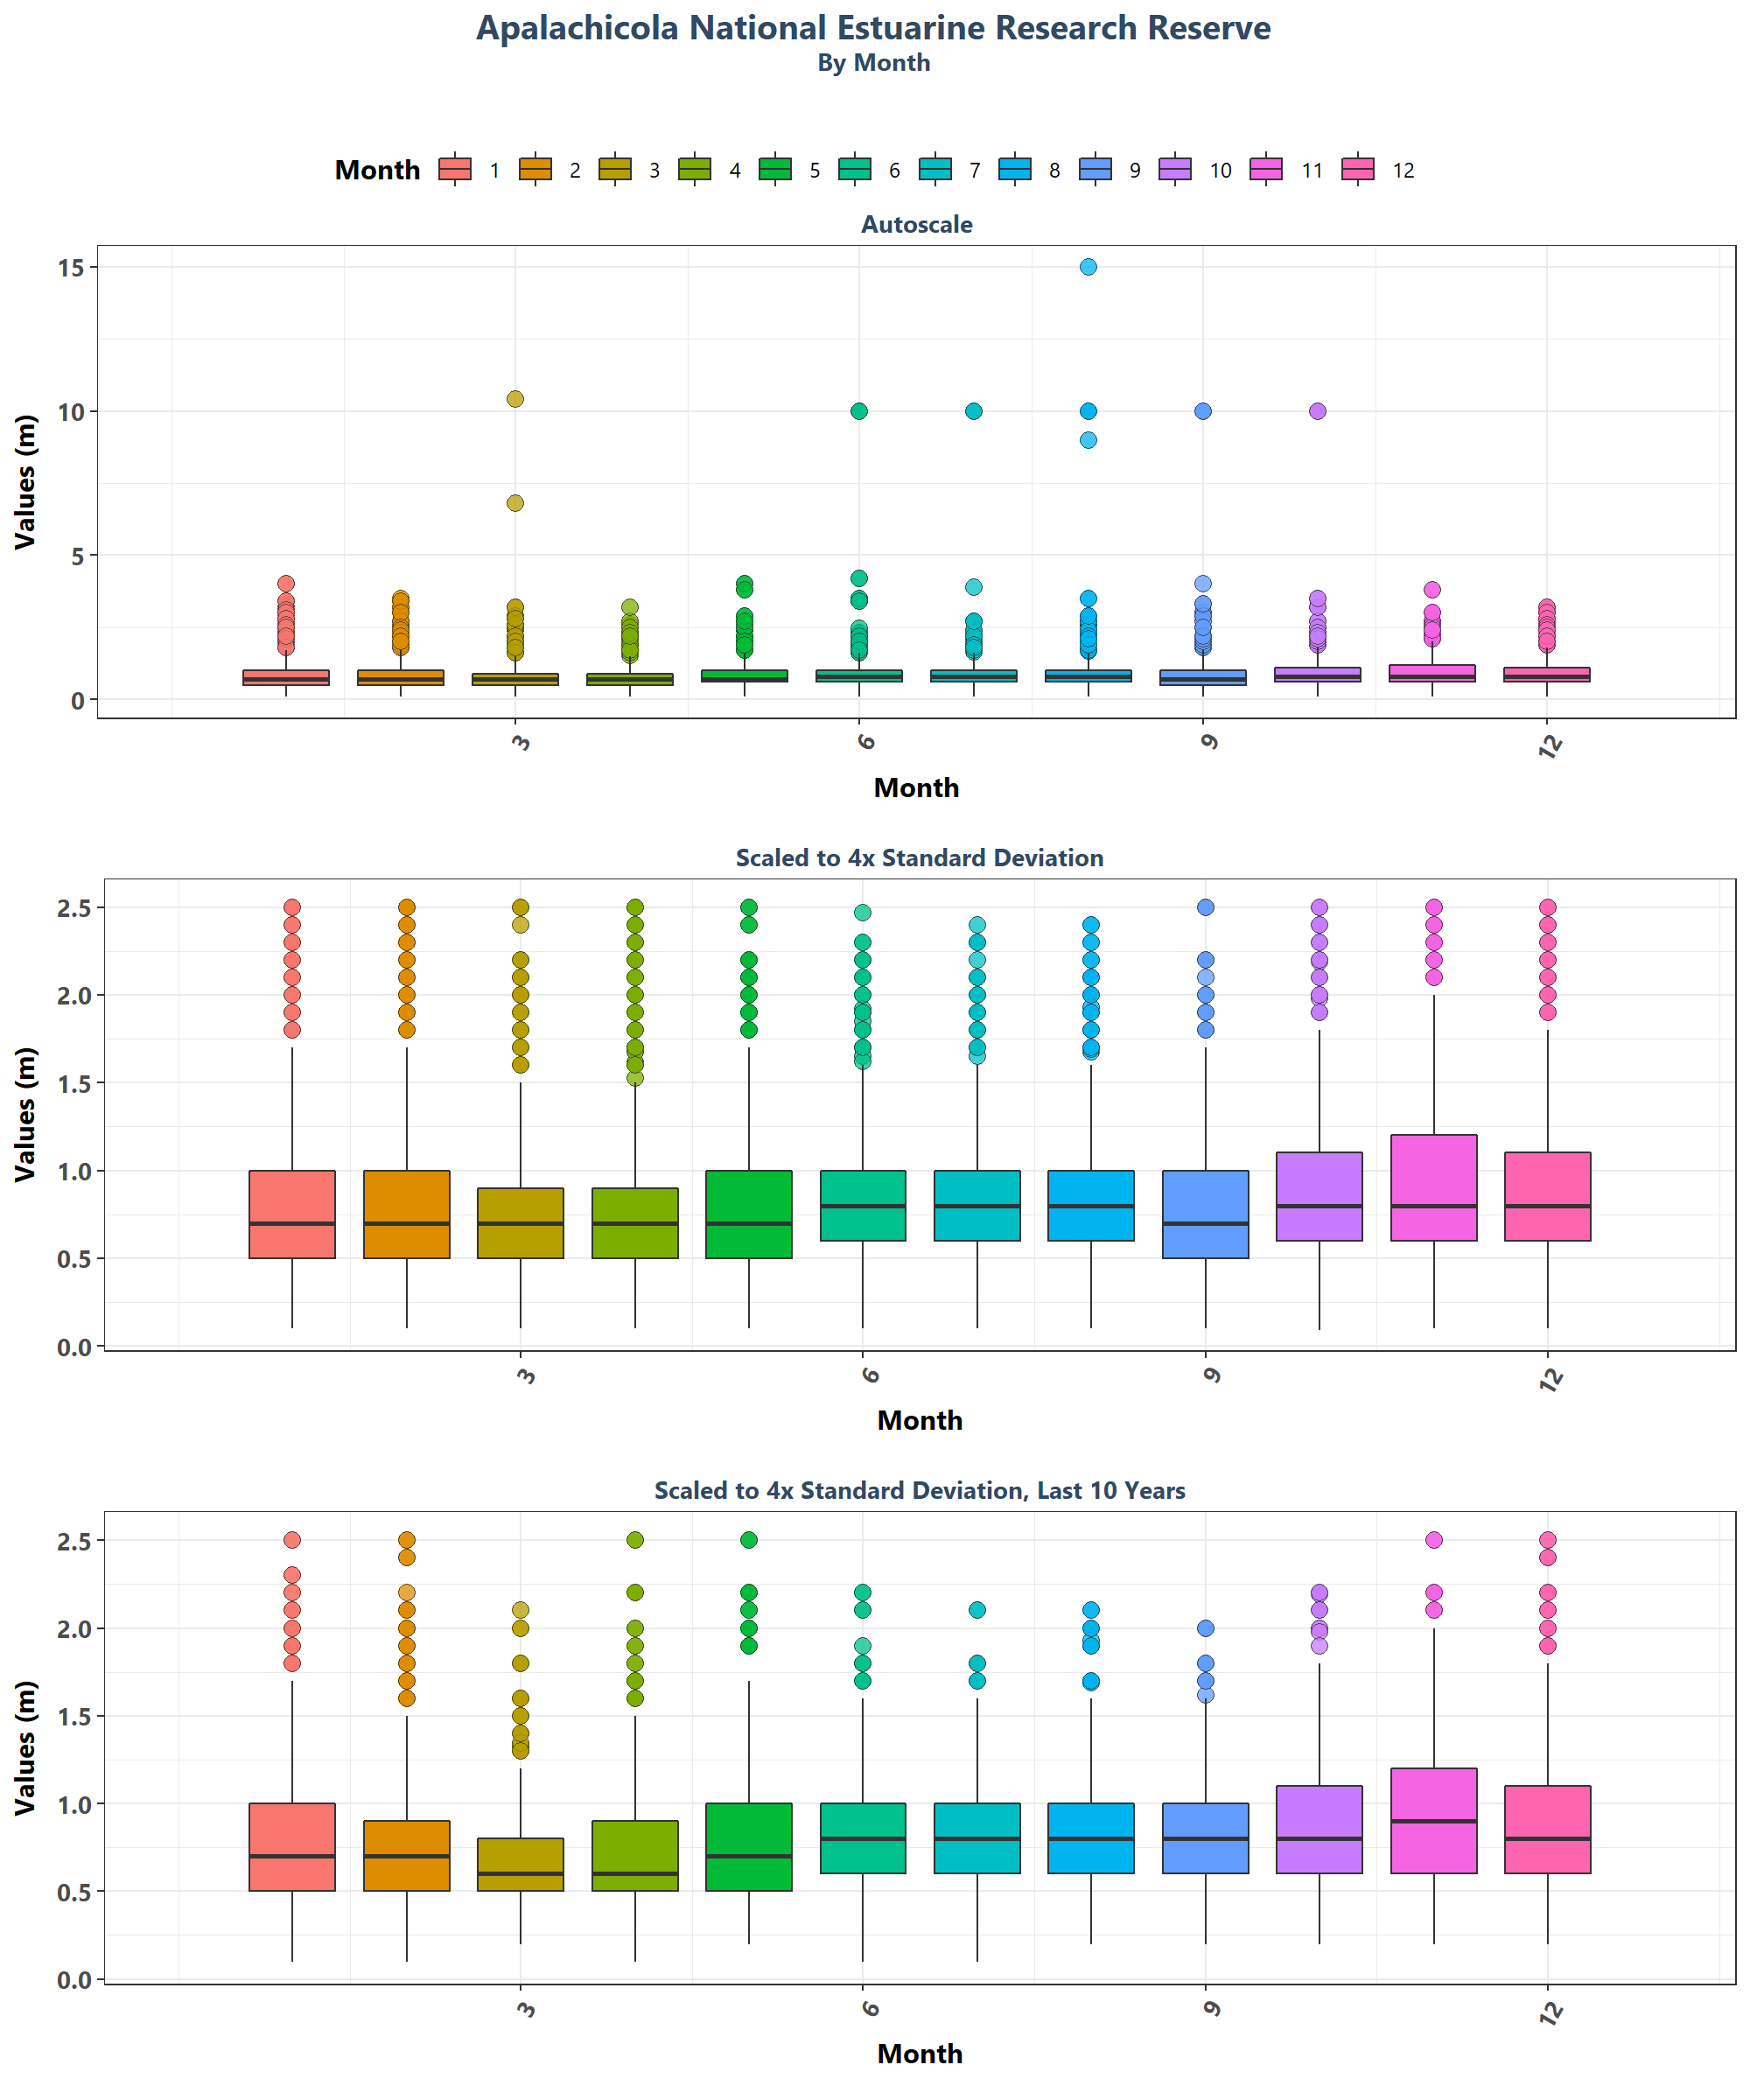 Apalachicola National Estuarine Research Reserve
By Month
Month 1 2 3 4 5 6 7 8 9 10 11 12
Autoscale
Values (m)
15
10
5
0
3 6 9 12
Month
Scaled to 4x Standard Deviation
Values (m)
2.5
2.0
1.5
1.0
0.5
0.0
3 6 9 12
Month
Scaled to 4x Standard Deviation, Last 10 Years
Values (m)
2.5
2.0
1.5
1.0
0.5
0.0
3 6 9 12
Month